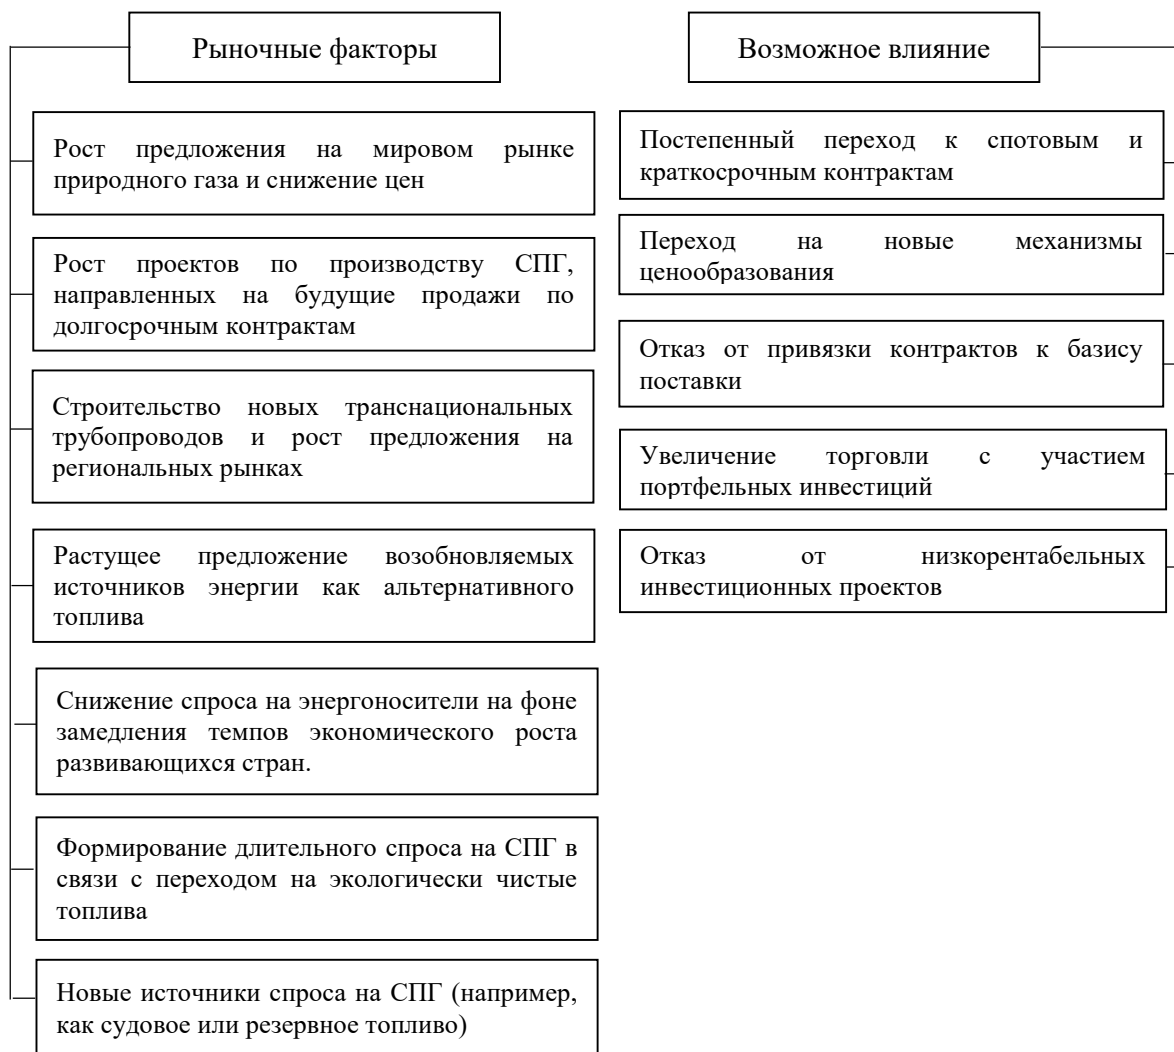 Рыночные факторы
Рост предложения на мировом рынке
природного газа и снижение цен
Рост проектов по производству СПГ,
направленных на будущие продажи по
долгосрочным контрактам
Строительство новых транснациональных
трубопроводов и рост предложения на
региональных рынках
Растущее предложение возобновляемых
источников энергии как альтернативного
топлива
Снижение спроса на энергоносители на фоне
замедления темпов экономического роста
развивающихся стран.
Формирование длительного спроса на СПГ в
связи с переходом на экологически чистые
топлива
Новые источники спроса на СПГ (например,
как судовое или резервное топливо)
Возможное влияние
Постепенный переход к спотовым и
краткосрочным контрактам
Переход на новые механизмы
ценообразования
Отказ от привязки контрактов к базису
поставки
Увеличение торговли с участием
портфельных инвестиций
Отказ от низкорентабельных
инвестиционных проектов